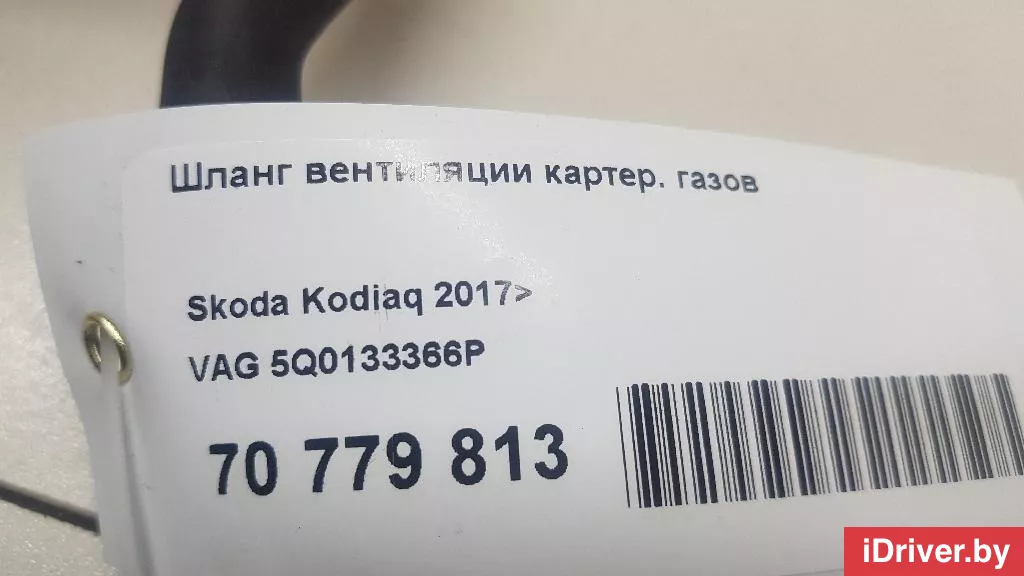 Шланг вентиляции картер. газов
Skoda Kodiaq 2017>
VAG 5Q0133366P
70 779 813
iDriver.by